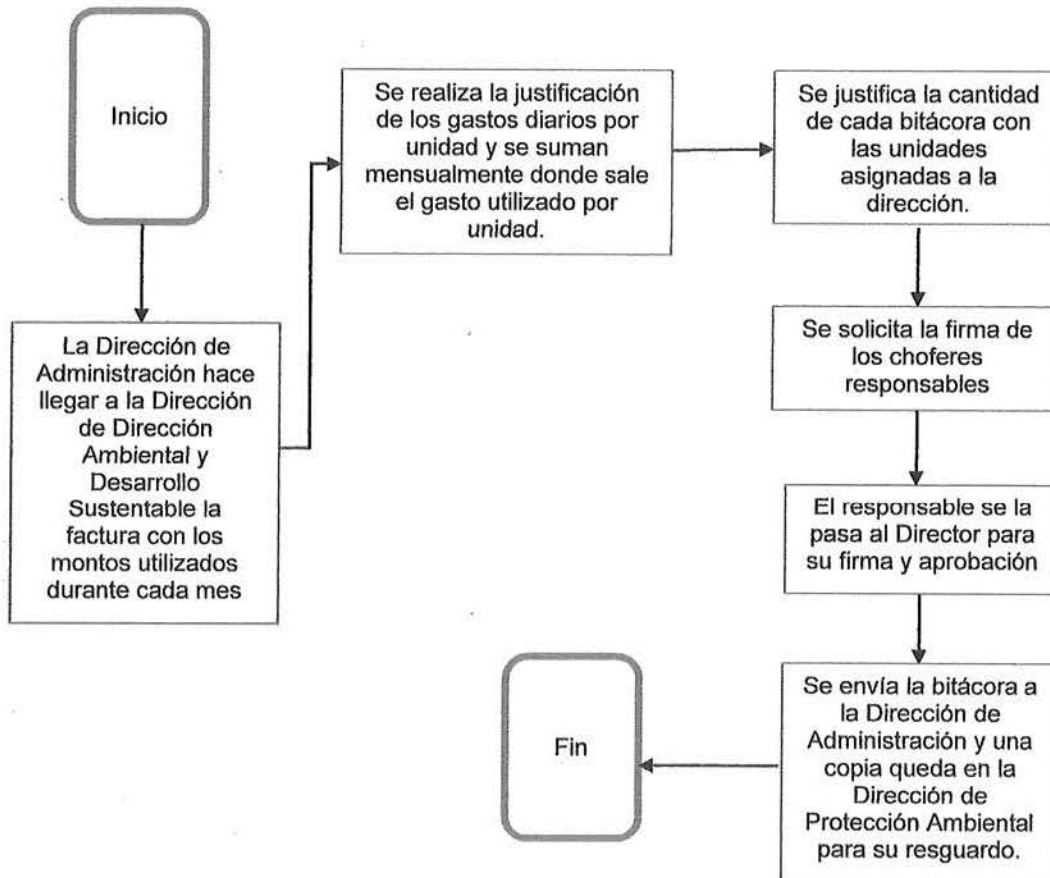 Inicio
La Dirección de
Administración hace
llegar a la Dirección
de Dirección
Ambiental y
Desarrollo
Sustentable la
factura con los
montos utilizados
durante cada mes
Se realiza la justificación
de los gastos diarios por
unidad y se suman
mensualmente donde sale
el gasto utilizado por
unidad.
Se justifica la cantidad
de cada bitácora con
las unidades
asignadas a la
dirección.
Se solicita la firma de
los choferes
responsables
El responsable se la
pasa al Director para
su firma y aprobación
Se envía la bitácora a
la Dirección de
Administración y una
copia queda en la
Dirección de
Protección Ambiental
para su resguardo.
Fin